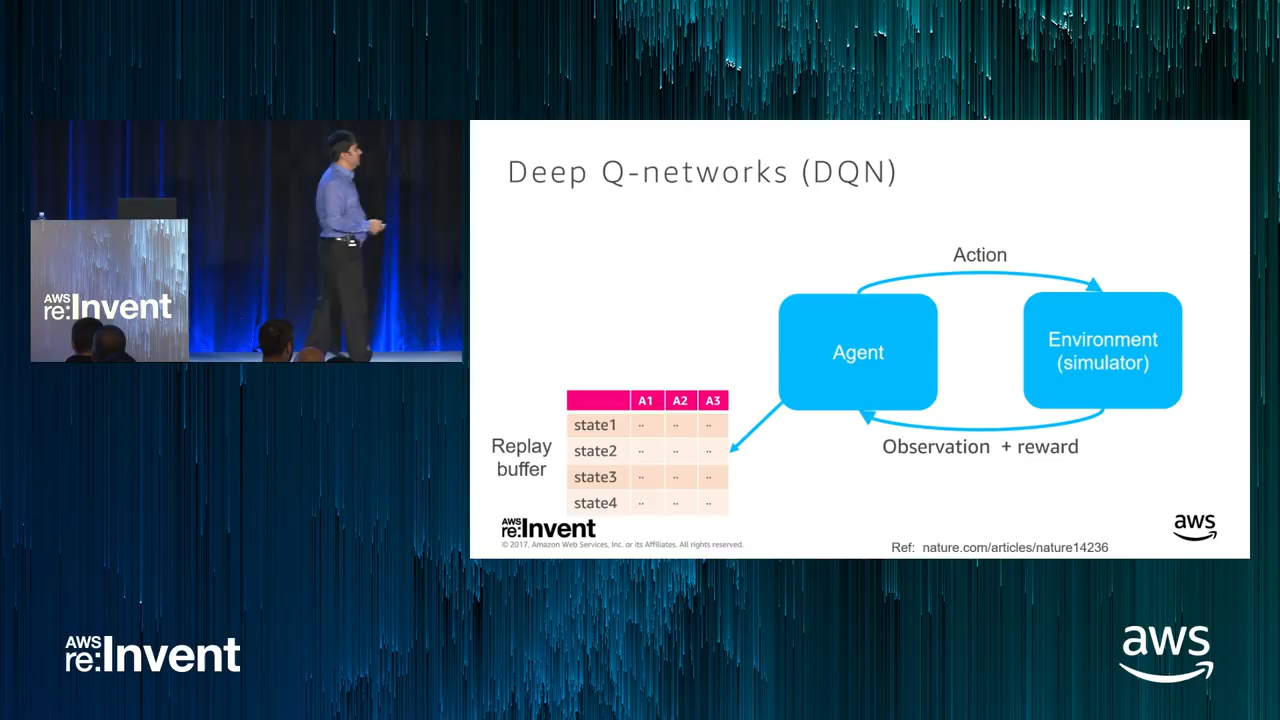 Deep Q-networks (DQN)
Action
Agent
Environment
(simulator)
Observation + reward
Replay
buffer
A1 A2 A3
state1 .. .. ..
state2 .. .. ..
state3 .. .. ..
state4 .. .. ..
AWS
re:Invent
© 2017, Amazon Web Services, Inc. or its Affiliates. All rights reserved.
Ref: nature.com/articles/nature14236
aws
AWS
re:Invent
AWS
re:Invent
aws